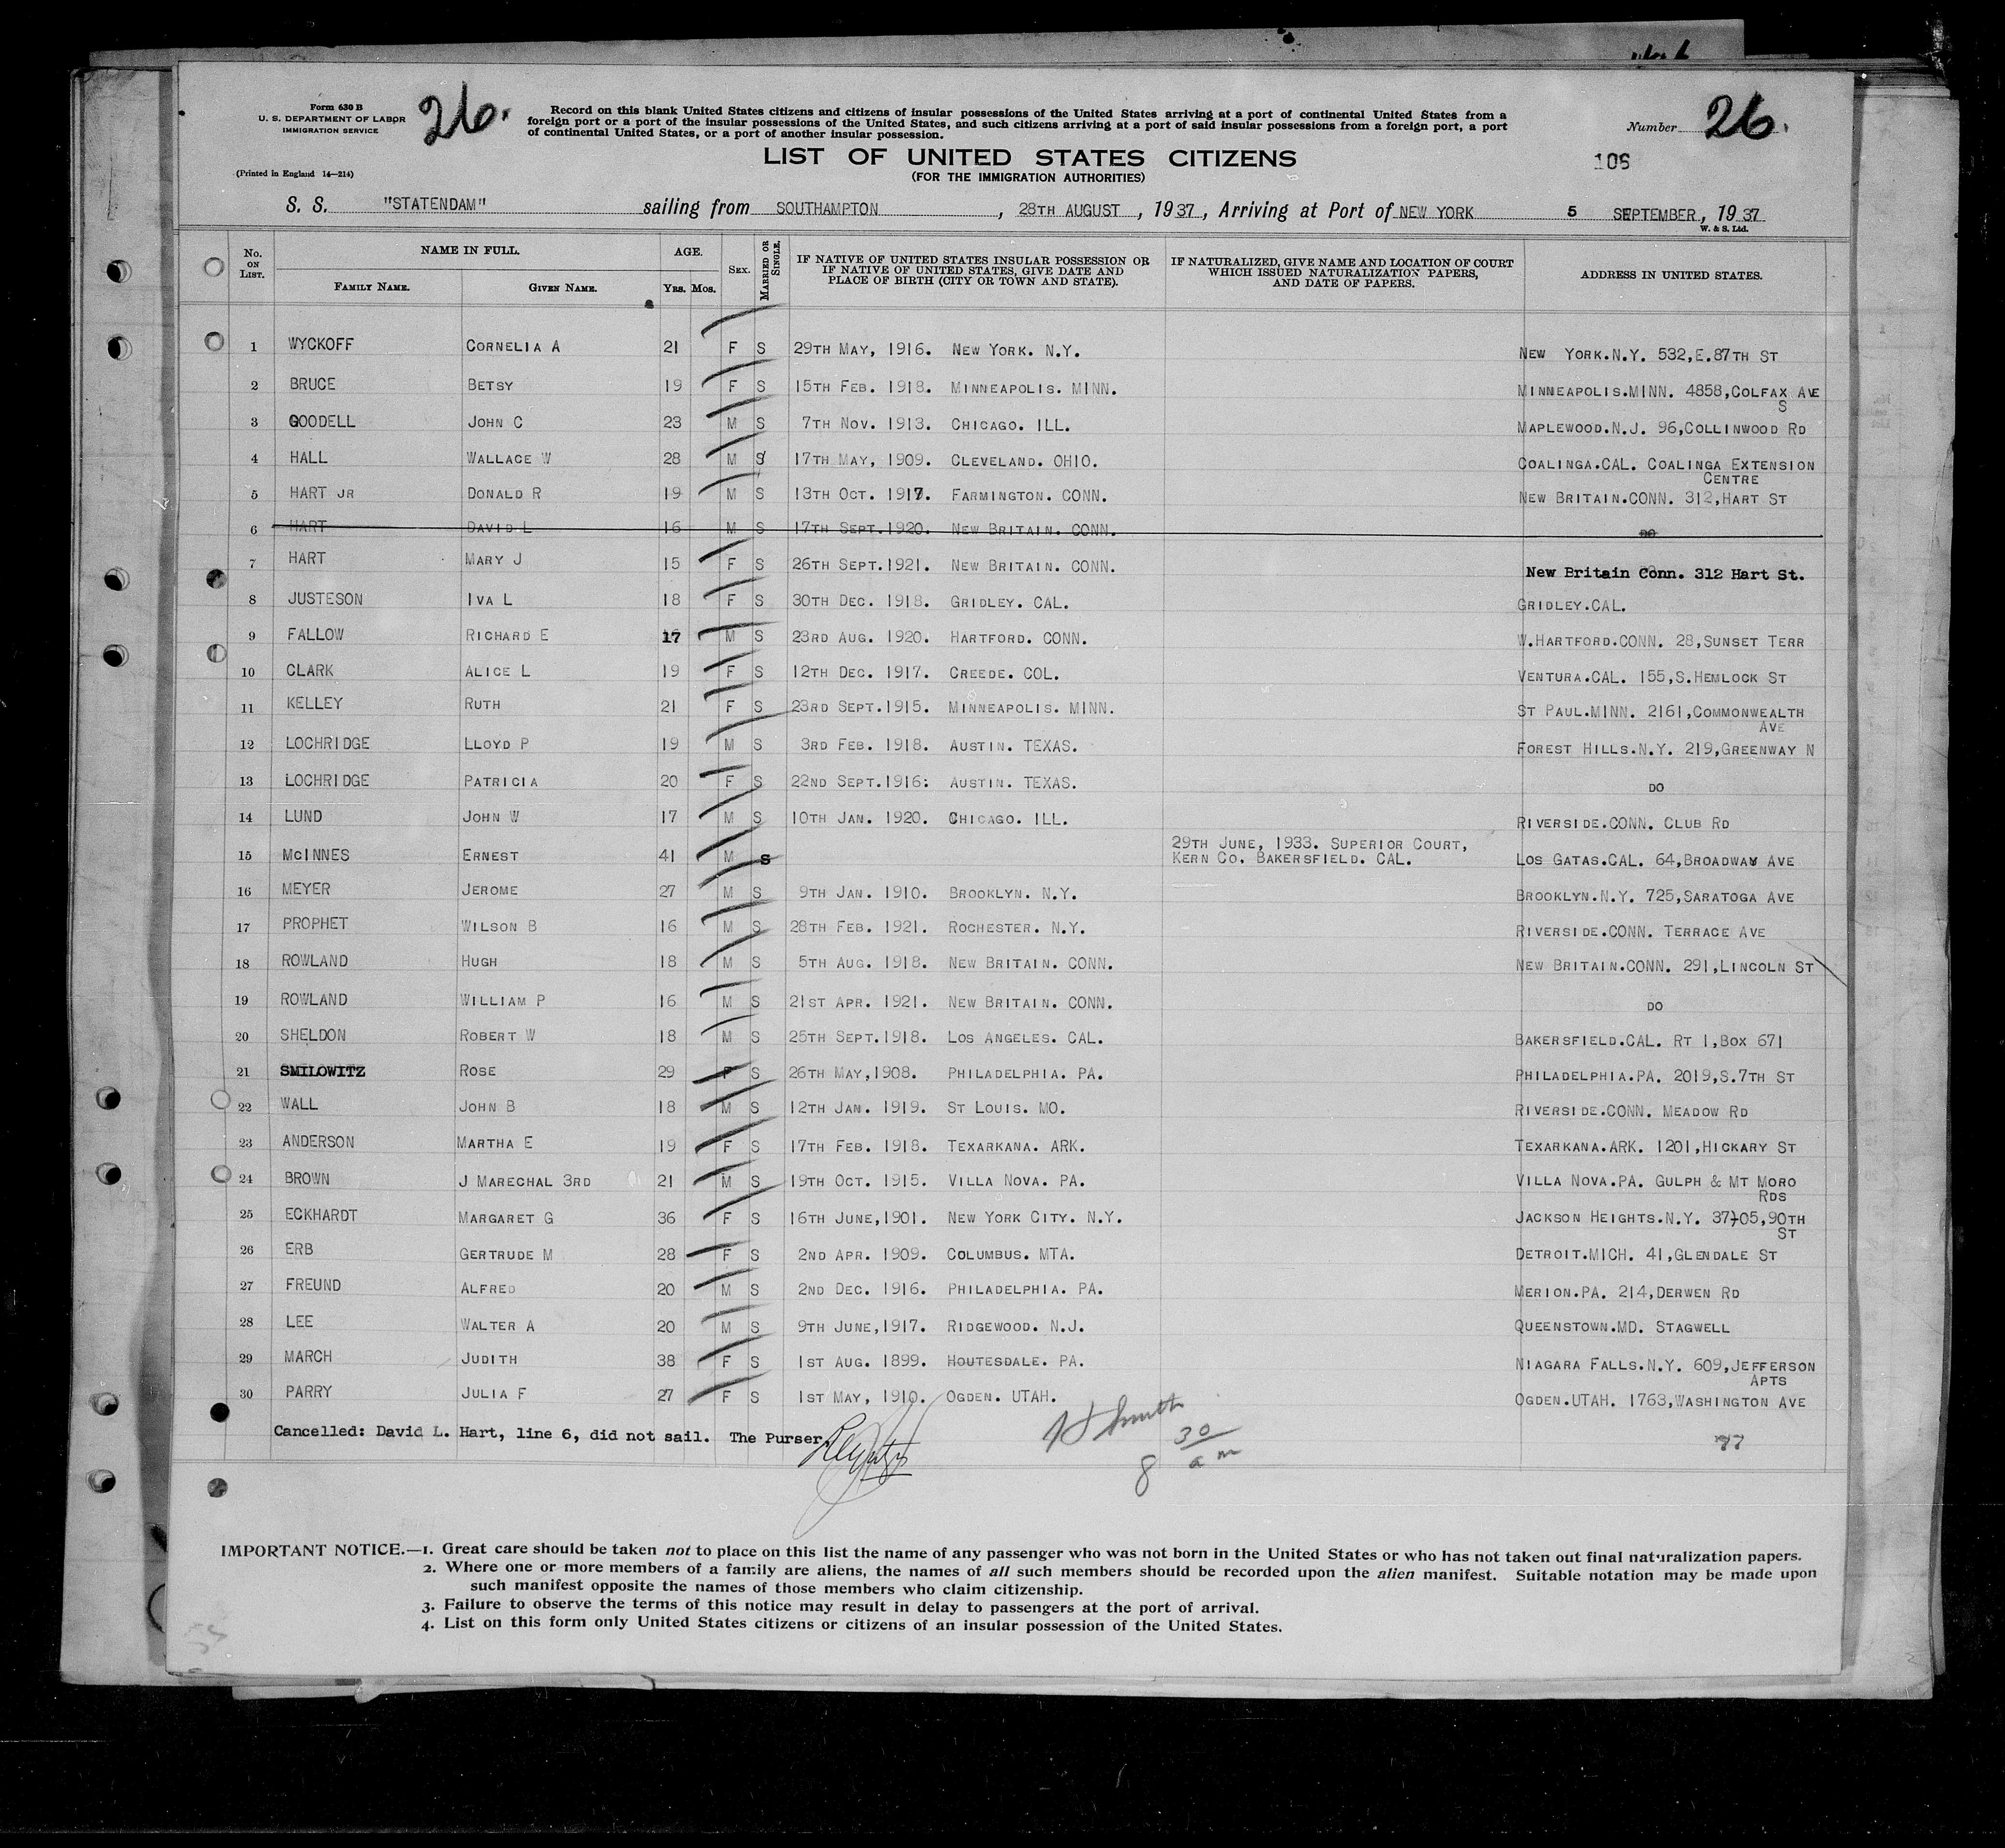 Form 630 B
U. S. DEPARTMENT OF LABOR
IMMIGRATION SERVICE
(Printed in England 14—214)
26.
Record on this blank United States citizens and citizens of insular possessions of the United States arriving at a port of continental United States from a
foreign port or a port of the insular possessions of the United States, and such citizens arriving at a port of said insular possessions from a foreign port, a port
of continental United States, or a port of another insular possession.
Number 26.
LIST OF UNITED STATES CITIZENS
(FOR THE IMMIGRATION AUTHORITIES)
106
S. S. "STATENDAM" sailing from SOUTHAMPTON, 28TH AUGUST, 1937, Arriving at Port of NEW YORK 5 SEPTEMBER, 1937
W. & S. Ltd.
No. ON LIST. NAME IN FULL. FAMILY NAME. GIVEN NAME. AGE. YRS. MOS. SEX. MARRIED OR SINGLE. IF NATIVE OF UNITED STATES INSULAR POSSESSION OR IF NATIVE OF UNITED STATES, GIVE DATE AND PLACE OF BIRTH (CITY OR TOWN AND STATE). IF NATURALIZED, GIVE NAME AND LOCATION OF COURT WHICH ISSUED NATURALIZATION PAPERS, AND DATE OF PAPERS. ADDRESS IN UNITED STATES.
1 WYCKOFF CORNELIA A 21 F S 29TH MAY, 1916. NEW YORK. N.Y. NEW YORK.N.Y. 532,E.87TH ST
2 BRUCE BETSY 19 F S 15TH FEB. 1918. MINNEAPOLIS. MINN. MINNEAPOLIS.MINN. 4858,COLFAX AVE S
3 GOODELL JOHN C 23 M S 7TH NOV. 1913. CHICAGO. ILL. MAPLEWOOD.N.J. 96,COLLINWOOD RD
4 HALL WALLACE W 28 M S 17TH MAY, 1909. CLEVELAND. OHIO. COALINGA.CAL. COALINGA EXTENSION CENTRE
5 HART JR DONALD R 19 M S 13TH OCT. 1917. FARMINGTON. CONN. NEW BRITAIN.CONN. 312,HART ST
6 HART DAVID L 16 M S 17TH SEPT.1920. NEW BRITAIN. CONN. DO
7 HART MARY J 15 F S 26TH SEPT.1921. NEW BRITAIN. CONN. New Britain Conn. 312 Hart St.
8 JUSTESON IVA L 18 F S 30TH DEC. 1918. GRIDLEY. CAL. GRIDLEY.CAL.
9 FALLOW RICHARD E 17 M S 23RD AUG. 1920. HARTFORD. CONN. W.HARTFORD.CONN. 28,SUNSET TERR
10 CLARK ALICE L 19 F S 12TH DEC. 1917. CREEDE. COL. VENTURA.CAL. 155,S.HEMLOCK ST
11 KELLEY RUTH 21 F S 23RD SEPT.1915. MINNEAPOLIS. MINN. ST PAUL.MINN. 2161,COMMONWEALTH AVE
12 LOCHRIDGE LLOYD P 19 M S 3RD FEB. 1918. AUSTIN. TEXAS. FOREST HILLS.N.Y. 219,GREENWAY N
13 LOCHRIDGE PATRICIA 20 F S 22ND SEPT.1916: AUSTIN. TEXAS. DO
14 LUND JOHN W 17 M S 10TH JAN. 1920. CHICAGO. ILL. RIVERSIDE.CONN. CLUB RD
15 McINNES ERNEST 41 M S 29TH JUNE, 1933. SUPERIOR COURT, KERN CO. BAKERSFIELD. CAL. LOS GATAS.CAL. 64,BROADWAY AVE
16 MEYER JEROME 27 M S 9TH JAN. 1910. BROOKLYN. N.Y. BROOKLYN.N.Y. 725,SARATOGA AVE
17 PROPHET WILSON B 16 M S 28TH FEB. 1921. ROCHESTER. N.Y. RIVERSIDE.CONN. TERRACE AVE
18 ROWLAND HUGH 18 M S 5TH AUG. 1918. NEW BRITAIN. CONN. NEW BRITAIN.CONN. 291,LINCOLN ST
19 ROWLAND WILLIAM P 16 M S 21ST APR. 1921. NEW BRITAIN. CONN. DO
20 SHELDON ROBERT W 18 M S 25TH SEPT.1918. LOS ANGELES. CAL. BAKERSFIELD.CAL. RT 1,BOX 671
21 SMILOWITZ ROSE 29 F S 26TH MAY,1908. PHILADELPHIA. PA. PHILADELPHIA.PA. 2019,S.7TH ST
22 WALL JOHN B 18 M S 12TH JAN. 1919. ST LOUIS. MO. RIVERSIDE.CONN. MEADOW RD
23 ANDERSON MARTHA E 19 F S 17TH FEB. 1918. TEXARKANA. ARK. TEXARKANA.ARK. 1201,HICKARY ST
24 BROWN J MARECHAL 3RD 21 M S 19TH OCT. 1915. VILLA NOVA. PA. VILLA NOVA.PA. GULPH & MT MORO RDS
25 ECKHARDT MARGARET G 36 F S 16TH JUNE,1901. NEW YORK CITY. N.Y. JACKSON HEIGHTS.N.Y. 37-05,90TH ST
26 ERB GERTRUDE M 28 F S 2ND APR. 1909. COLUMBUS. MTA. DETROIT.MICH. 41,GLENDALE ST
27 FREUND ALFRED 20 M S 2ND DEC. 1916. PHILADELPHIA. PA. MERION.PA. 214,DERWEN RD
28 LEE WALTER A 20 M S 9TH JUNE,1917. RIDGEWOOD. N.J. QUEENSTOWN.MD. STAGWELL
29 MARCH JUDITH 38 F S 1ST AUG. 1899. HOUTESDALE. PA. NIAGARA FALLS.N.Y. 609,JEFFERSON APTS
30 PARRY JULIA F 27 F S 1ST MAY, 1910. OGDEN. UTAH. OGDEN.UTAH. 1763,WASHINGTON AVE
Cancelled: David L. Hart, line 6, did not sail. The Purser,
Smith
8 30 am
IMPORTANT NOTICE.—1. Great care should be taken not to place on this list the name of any passenger who was not born in the United States or who has not taken out final naturalization papers.
2. Where one or more members of a family are aliens, the names of all such members should be recorded upon the alien manifest. Suitable notation may be made upon
such manifest opposite the names of those members who claim citizenship.
3. Failure to observe the terms of this notice may result in delay to passengers at the port of arrival.
4. List on this form only United States citizens or citizens of an insular possession of the United States.